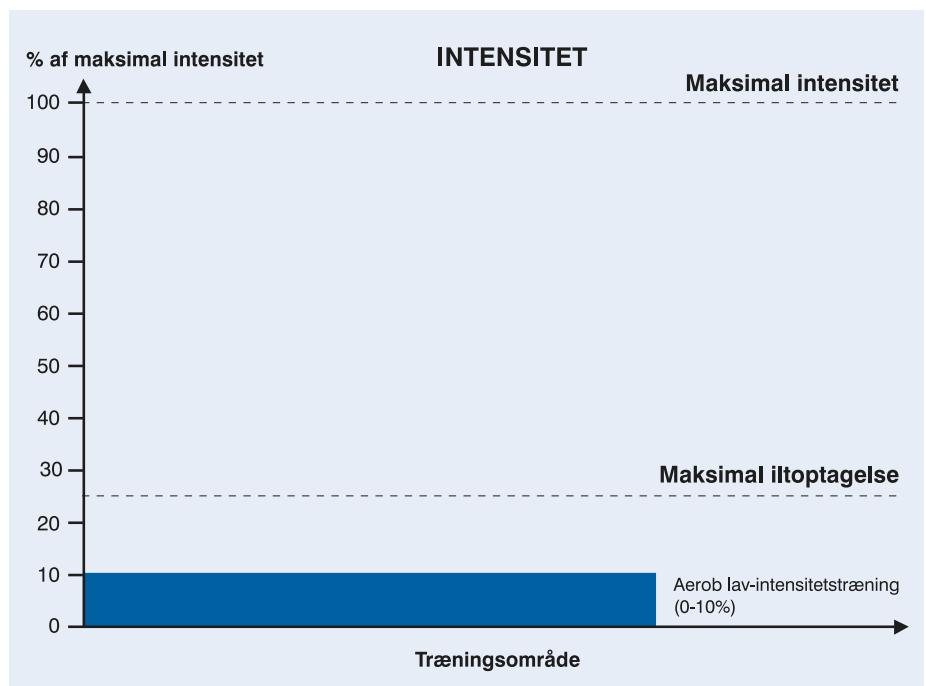 INTENSITET
% af maksimal intensitet
Maksimal intensitet
100
90
80
70
60
50
40
30
Maksimal iltoptagelse
20
10
Aerob lav-intensitetstræning
(0-10%)
0
Træningsområde